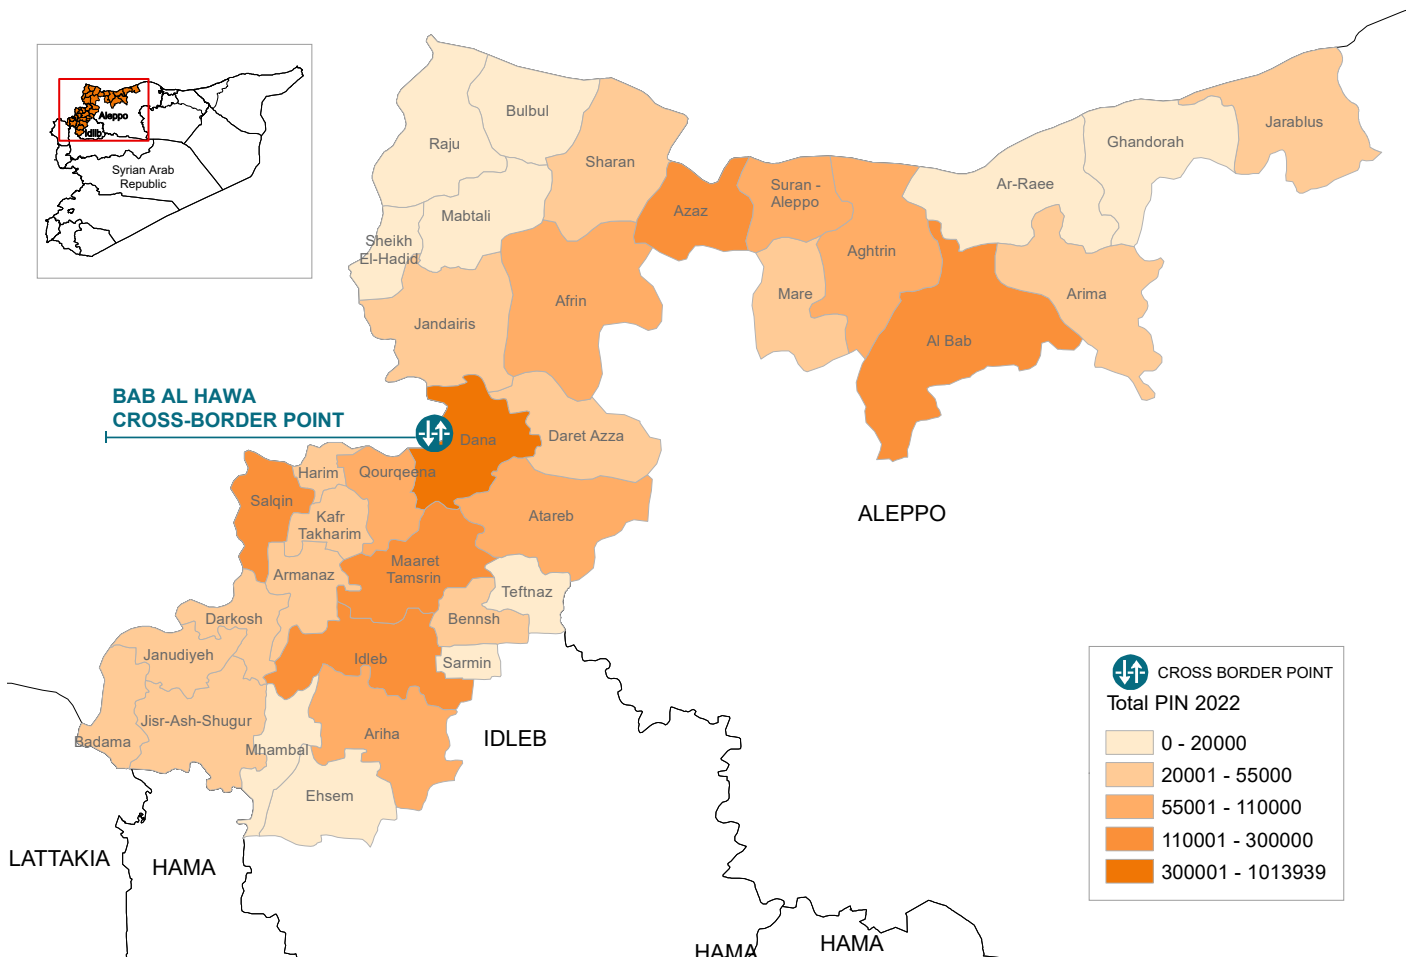 Aleppo
Idlib
Syrian Arab
Republic
Raju
Bulbul
Sharan
Mabtali
Sheikh
El-Hadid
Jandairis
Afrin
Azaz
Suran -
Aleppo
Aghtrin
Mare
Al Bab
Ar-Raee
Ghandorah
Jarablus
Arima
BAB AL HAWA
CROSS-BORDER POINT
Dana
Daret Azza
Harim
Qourqeena
Salqin
Kafr
Takharim
Atareb
ALEPPO
Maaret
Tamsrin
Armanaz
Teftnaz
Darkosh
Bennsh
Janudiyeh
Idleb
Sarmin
Jisr-Ash-Shugur
Badama
Mhambal
Ariha
IDLEB
Ehsem
LATTAKIA
HAMA
HAMA
HAMA
CROSS BORDER POINT
Total PIN 2022
0 - 20000
20001 - 55000
55001 - 110000
110001 - 300000
300001 - 1013939